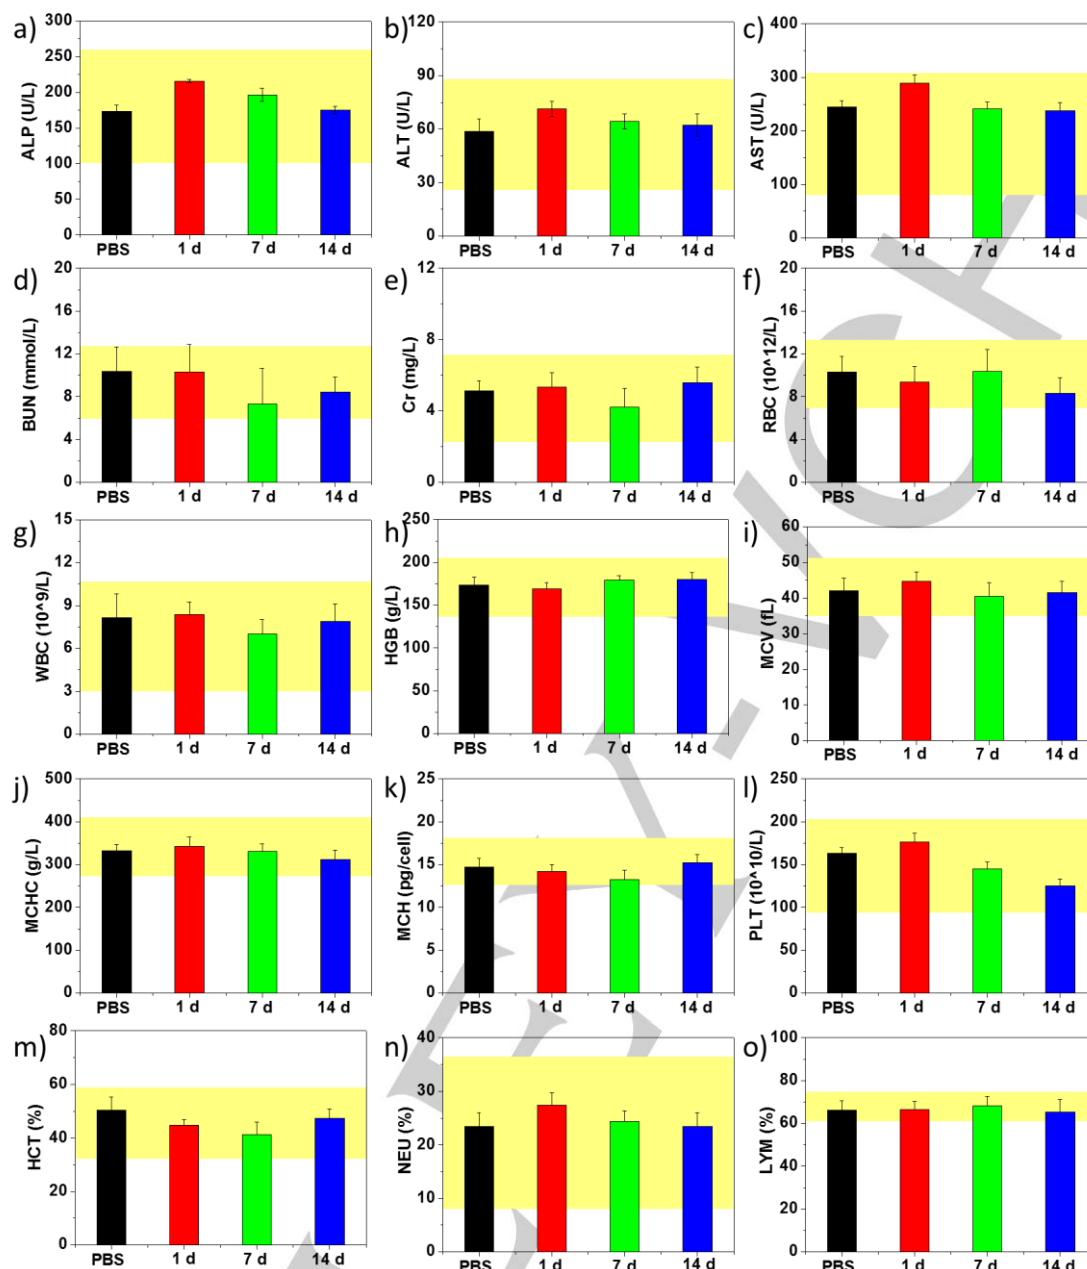 a) b) c)
300 250 200 150 100 50 0
ALP (U/L)
PBS 1 d 7 d 14 d
120 90 60 30 0
ALT (U/L)
PBS 1 d 7 d 14 d
400 300 200 100 0
AST (U/L)
PBS 1 d 7 d 14 d
d) e) f)
20 16 12 8 4 0
BUN (mmol/L)
PBS 1 d 7 d 14 d
12 8 4 0
Cr (mg/L)
PBS 1 d 7 d 14 d
20 16 12 8 4 0
RBC (10^12/L)
PBS 1 d 7 d 14 d
g) h) i)
15 12 9 6 3 0
WBC (10^9/L)
PBS 1 d 7 d 14 d
250 200 150 100 50 0
HGB (g/L)
PBS 1 d 7 d 14 d
60 50 40 30 20 10 0
MCV (fL)
PBS 1 d 7 d 14 d
j) k) l)
500 400 300 200 100 0
MCHC (g/L)
PBS 1 d 7 d 14 d
25 20 15 10 5 0
MCH (pg/cell)
PBS 1 d 7 d 14 d
250 200 150 100 50 0
PLT (10^10/L)
PBS 1 d 7 d 14 d
m) n) o)
80 60 40 20 0
HCT (%)
PBS 1 d 7 d 14 d
40 30 20 10 0
NEU (%)
PBS 1 d 7 d 14 d
100 80 60 40 20 0
LYM (%)
PBS 1 d 7 d 14 d